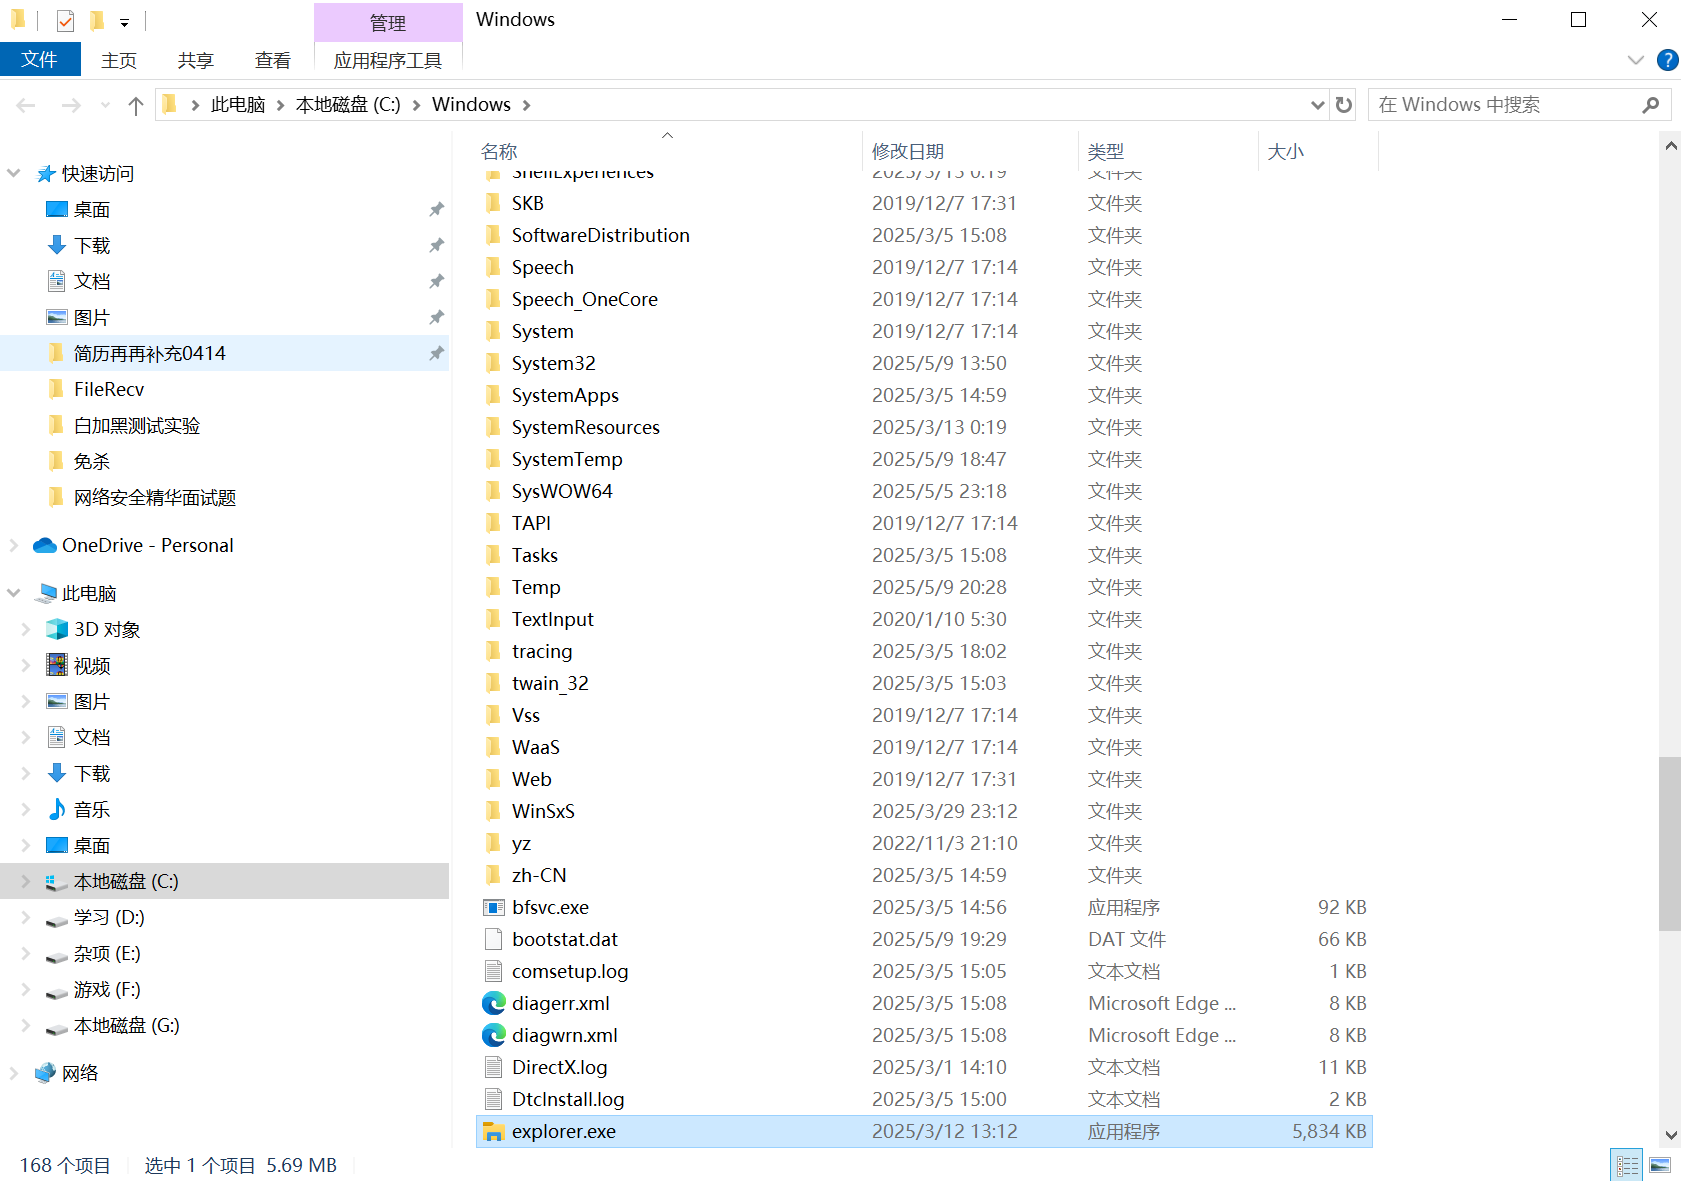 管理
Windows
文件
主页
共享
查看
应用程序工具
此电脑 本地磁盘 (C:) Windows
在 Windows 中搜索
快速访问
桌面
下载
文档
图片
简历再再补充0414
FileRecv
白加黑测试实验
免杀
网络安全精华面试题
OneDrive - Personal
此电脑
3D 对象
视频
图片
文档
下载
音乐
桌面
本地磁盘 (C:)
学习 (D:)
杂项 (E:)
游戏 (F:)
本地磁盘 (G:)
网络
名称 修改日期 类型 大小
ShellExperiences 2025/3/13 0:19 文件夹
SKB 2019/12/7 17:31 文件夹
SoftwareDistribution 2025/3/5 15:08 文件夹
Speech 2019/12/7 17:14 文件夹
Speech_OneCore 2019/12/7 17:14 文件夹
System 2019/12/7 17:14 文件夹
System32 2025/5/9 13:50 文件夹
SystemApps 2025/3/5 14:59 文件夹
SystemResources 2025/3/13 0:19 文件夹
SystemTemp 2025/5/9 18:47 文件夹
SysWOW64 2025/5/5 23:18 文件夹
TAPI 2019/12/7 17:14 文件夹
Tasks 2025/3/5 15:08 文件夹
Temp 2025/5/9 20:28 文件夹
TextInput 2020/1/10 5:30 文件夹
tracing 2025/3/5 18:02 文件夹
twain_32 2025/3/5 15:03 文件夹
Vss 2019/12/7 17:14 文件夹
WaaS 2019/12/7 17:14 文件夹
Web 2019/12/7 17:31 文件夹
WinSxS 2025/3/29 23:12 文件夹
yz 2022/11/3 21:10 文件夹
zh-CN 2025/3/5 14:59 文件夹
bfsvc.exe 2025/3/5 14:56 应用程序 92 KB
bootstat.dat 2025/5/9 19:29 DAT 文件 66 KB
comsetup.log 2025/3/5 15:05 文本文档 1 KB
diagerr.xml 2025/3/5 15:08 Microsoft Edge ... 8 KB
diagwrn.xml 2025/3/5 15:08 Microsoft Edge ... 8 KB
DirectX.log 2025/3/1 14:10 文本文档 11 KB
DtcInstall.log 2025/3/5 15:00 文本文档 2 KB
explorer.exe 2025/3/12 13:12 应用程序 5,834 KB
168 个项目 选中 1 个项目 5.69 MB